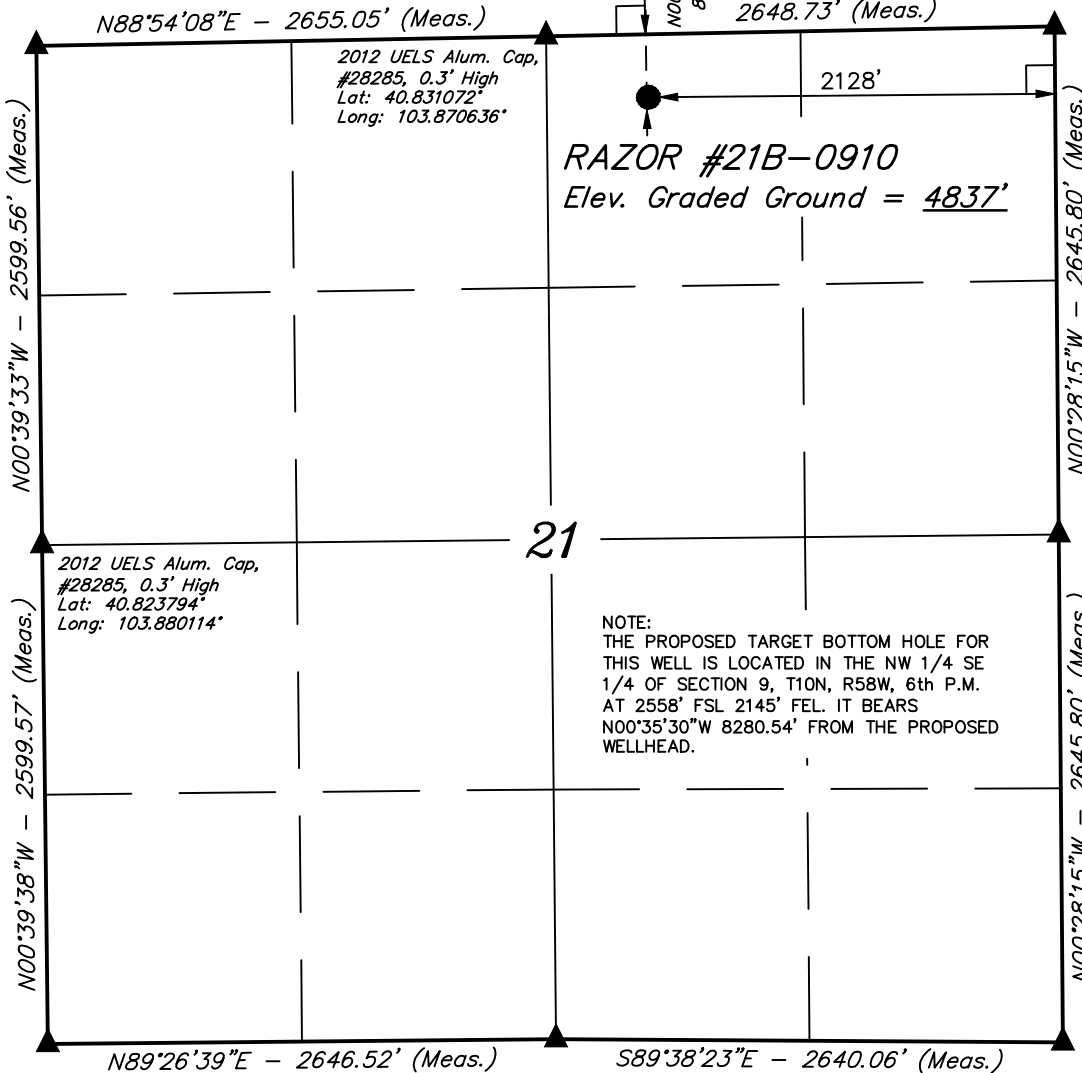 N88°54'08"E - 2655.05' (Meas.)
2648.73' (Meas.)
2012 UELS Alum. Cap,
#28285, 0.3' High
Lat: 40.831072°
Long: 103.870636°
2128'
RAZOR #21B-0910
Elev. Graded Ground = 4837'
N00°39'33"W - 2599.56' (Meas.)
N00°28'15"W - 2645.80' (Meas.)
21
2012 UELS Alum. Cap,
#28285, 0.3' High
Lat: 40.823794°
Long: 103.880114°
NOTE:
THE PROPOSED TARGET BOTTOM HOLE FOR
THIS WELL IS LOCATED IN THE NW 1/4 SE
1/4 OF SECTION 9, T10N, R58W, 6th P.M.
AT 2558' FSL 2145' FEL. IT BEARS
N00°35'30"W 8280.54' FROM THE PROPOSED
WELLHEAD.
N00°39'38"W - 2599.57' (Meas.)
N00°28'15"W - 2645.80' (Meas.)
N89°26'39"E - 2646.52' (Meas.)
S89°38'23"E - 2640.06' (Meas.)